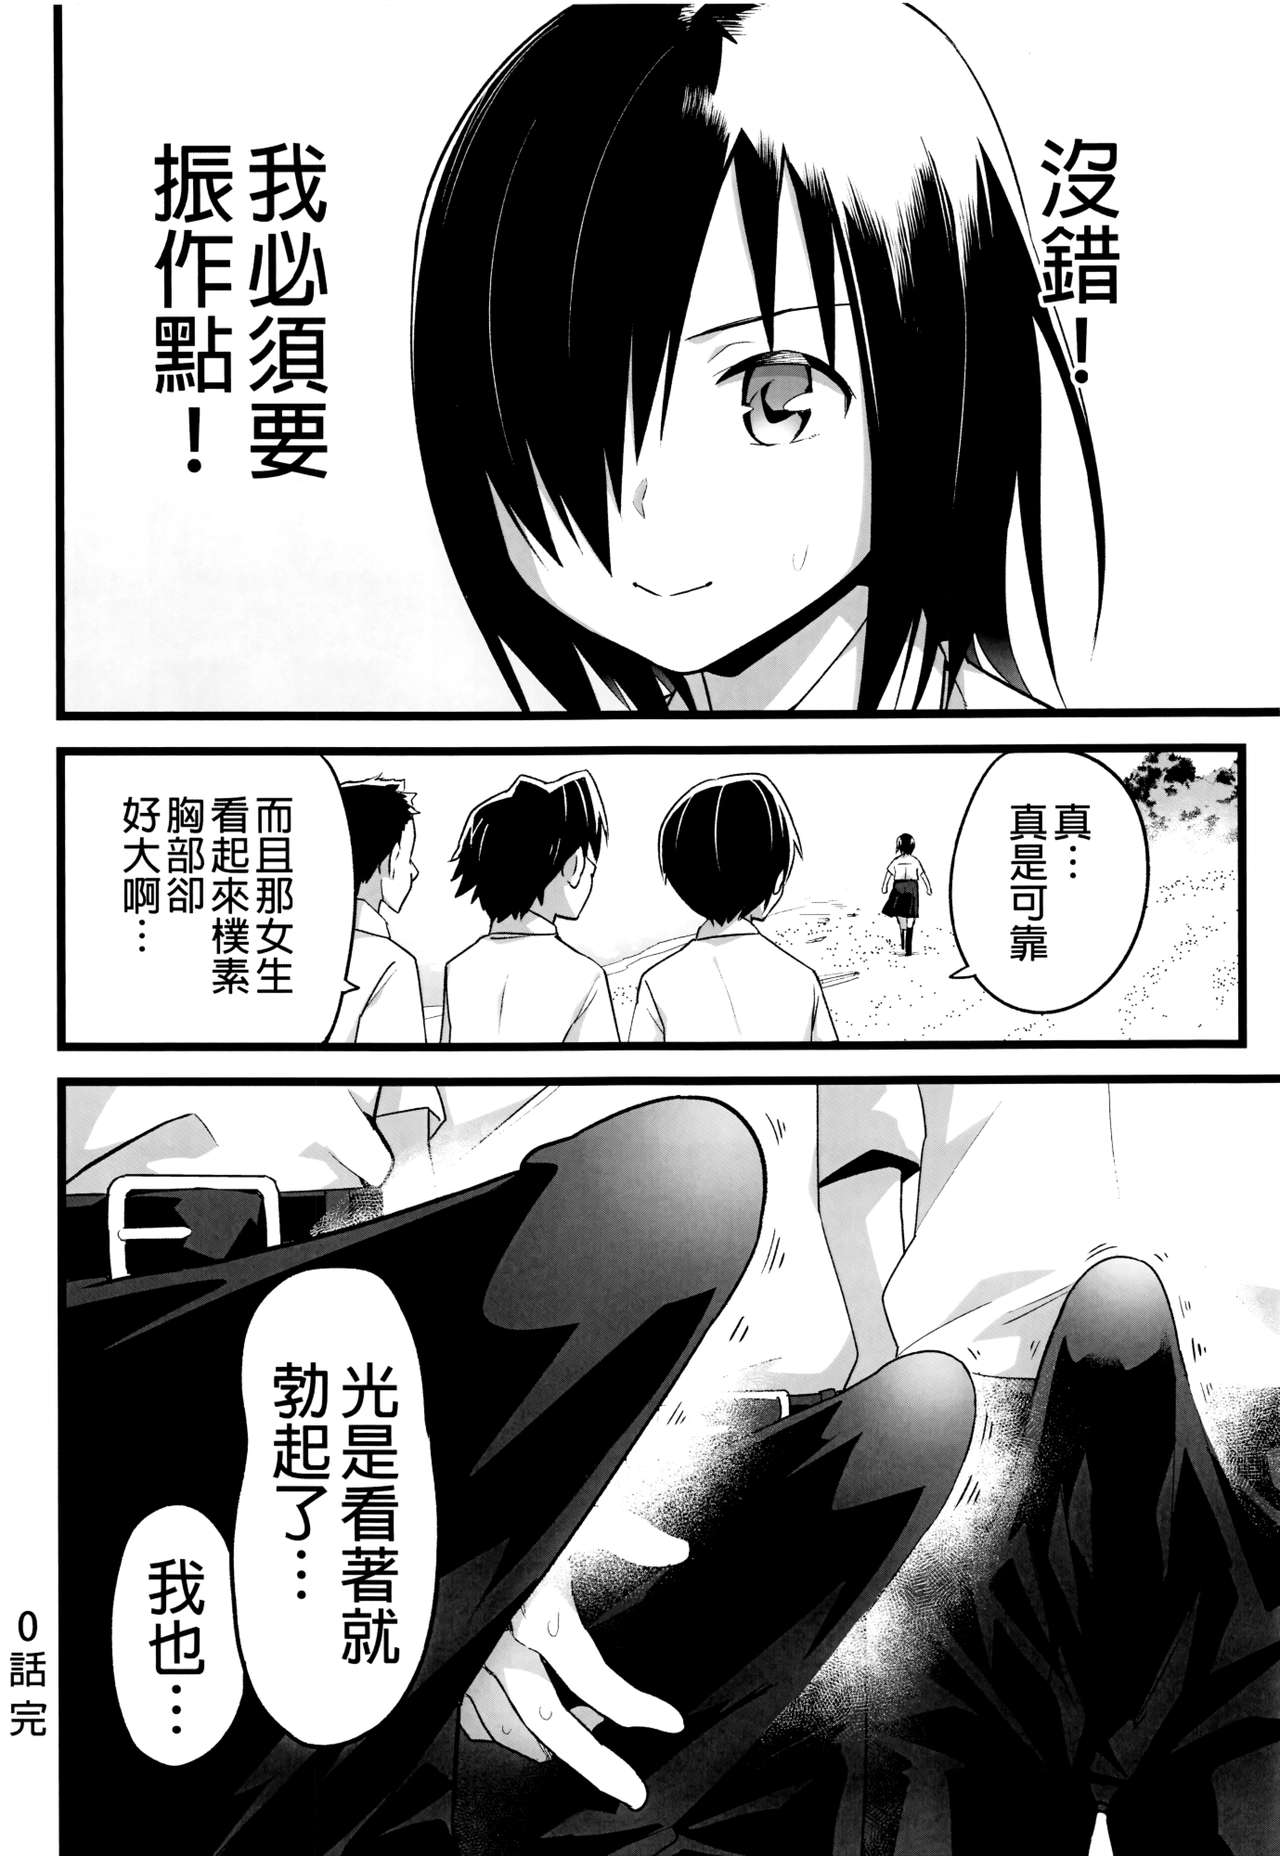 沒錯！
我必須要
振作點！
真…
真是可靠
而且那女生
看起來樸素
胸部卻
好大啊…
光是看著就
勃起了…
我也…
0話完